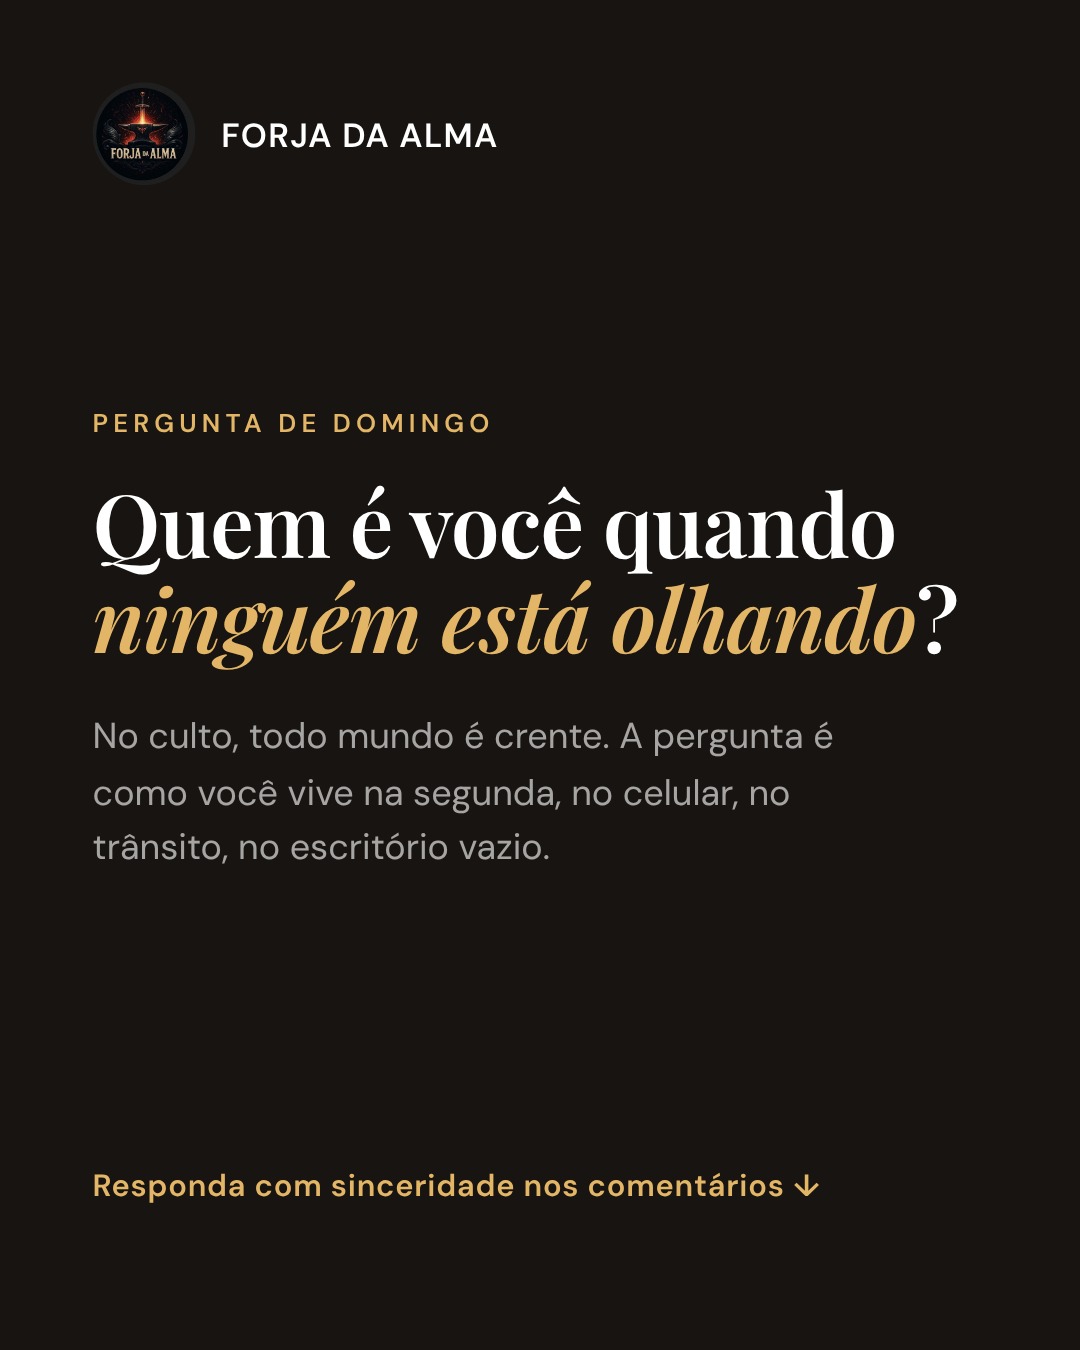 FORJA DA ALMA
FORJA DA ALMA
PERGUNTA DE DOMINGO
Quem é você quando
ninguém está olhando?
No culto, todo mundo é crente. A pergunta é
como você vive na segunda, no celular, no
trânsito, no escritório vazio.
Responda com sinceridade nos comentários ↓